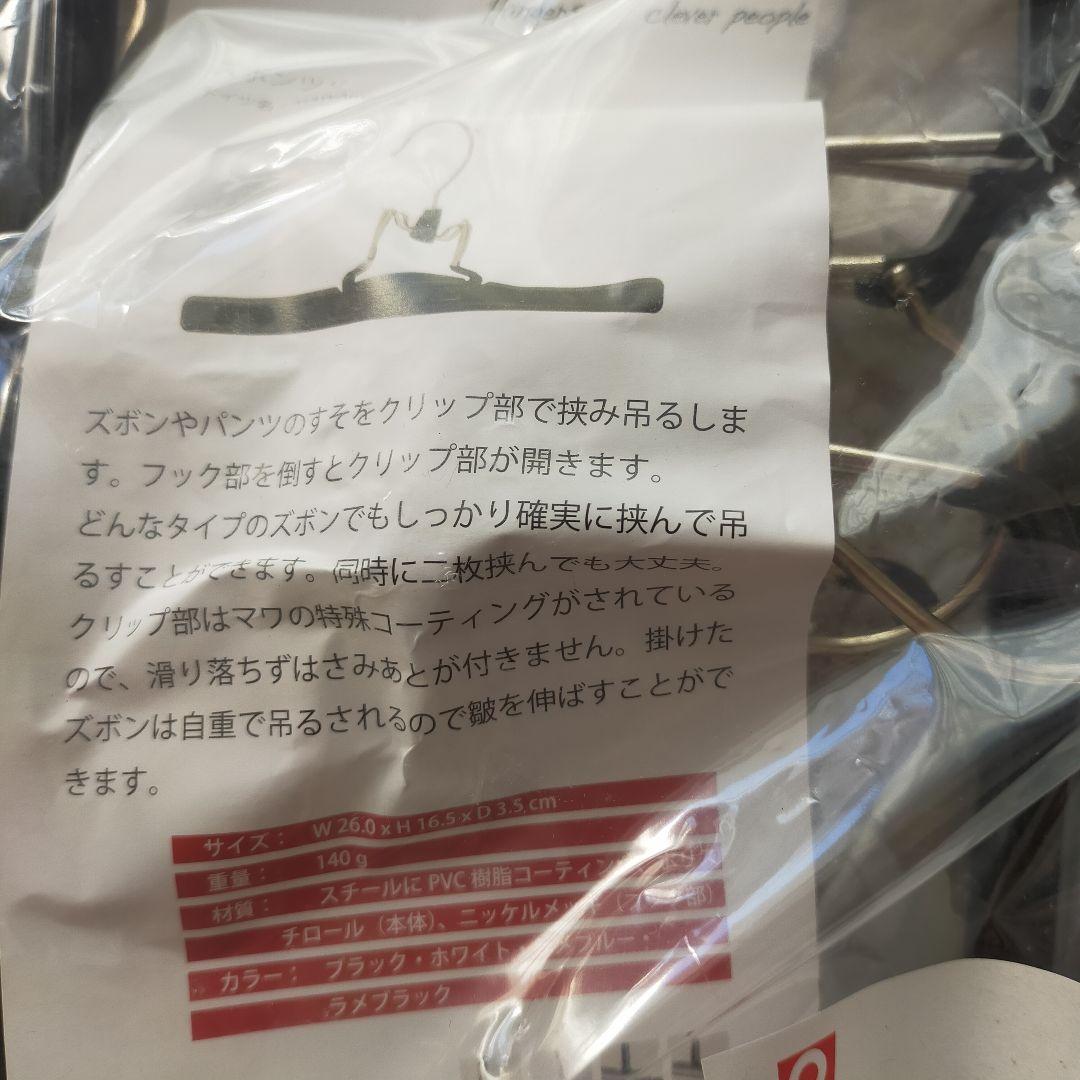 clever people
ズボンやパンツのすそをクリップ部で挟み吊るしま
す。フック部を倒すとクリップ部が開きます。
どんなタイプのズボンでもしっかり確実に挟んで吊
るすことができます。同時に二枚挟んでも大丈夫。
クリップ部はマワの特殊コーティングがされている
ので、滑り落ちずはさみあとが付きません。掛けた
ズボンは自重で吊るされるので皺を伸ばすことがで
きます。
サイズ： W 26.0 x H 16.5 x D 3.5 cm
重量： 140 g
材質： スチールに PVC 樹脂コーティン
チロール（本体）、ニッケルメッ
カラー： ブラック・ホワイト・
ラメブラック